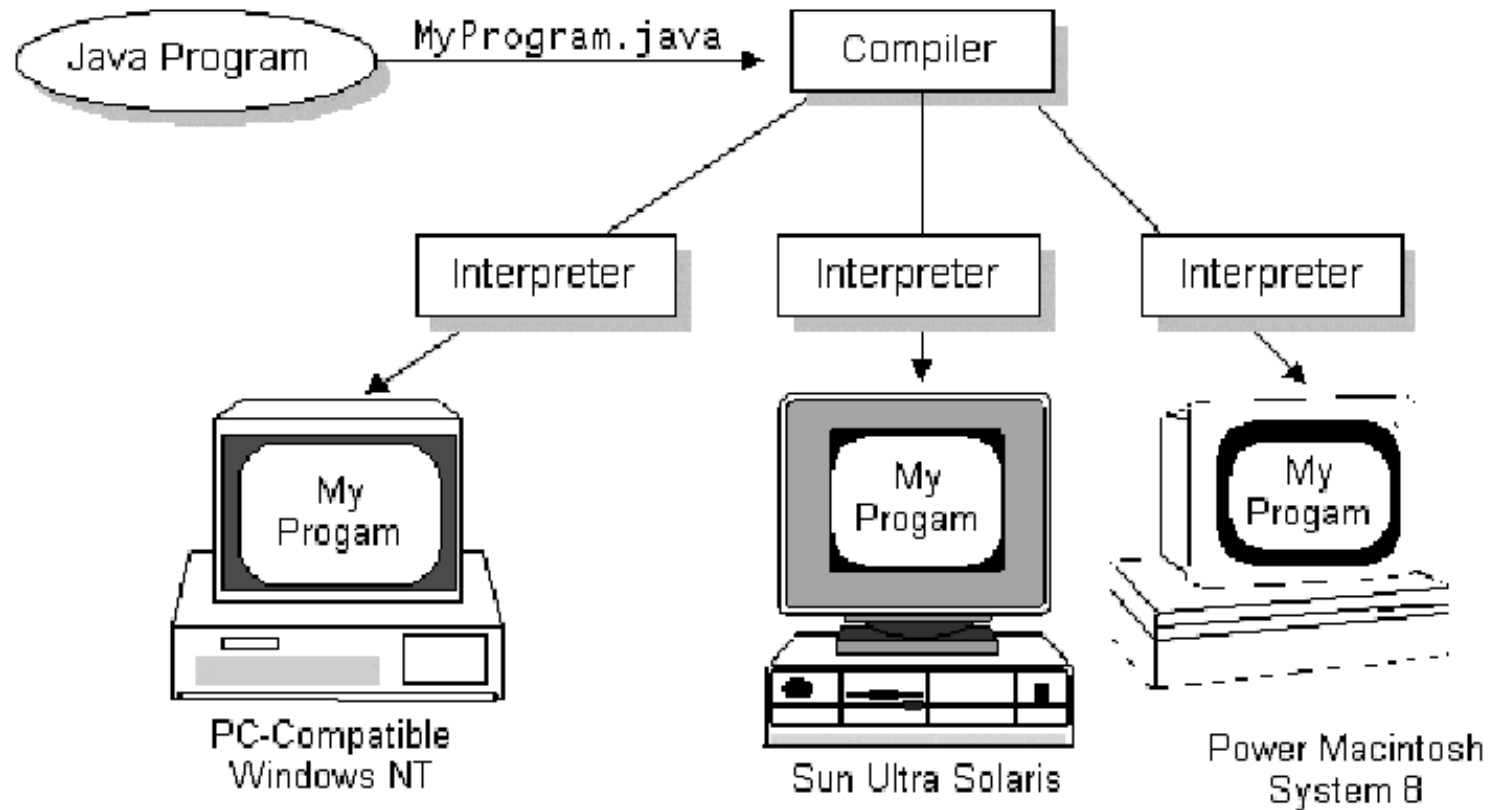 Java Program
MyProgram.java
Compiler
Interpreter
Interpreter
Interpreter
My
Progam
My
Progam
My
Progam
PC-Compatible
Windows NT
Sun Ultra Solaris
Power Macintosh
System 8